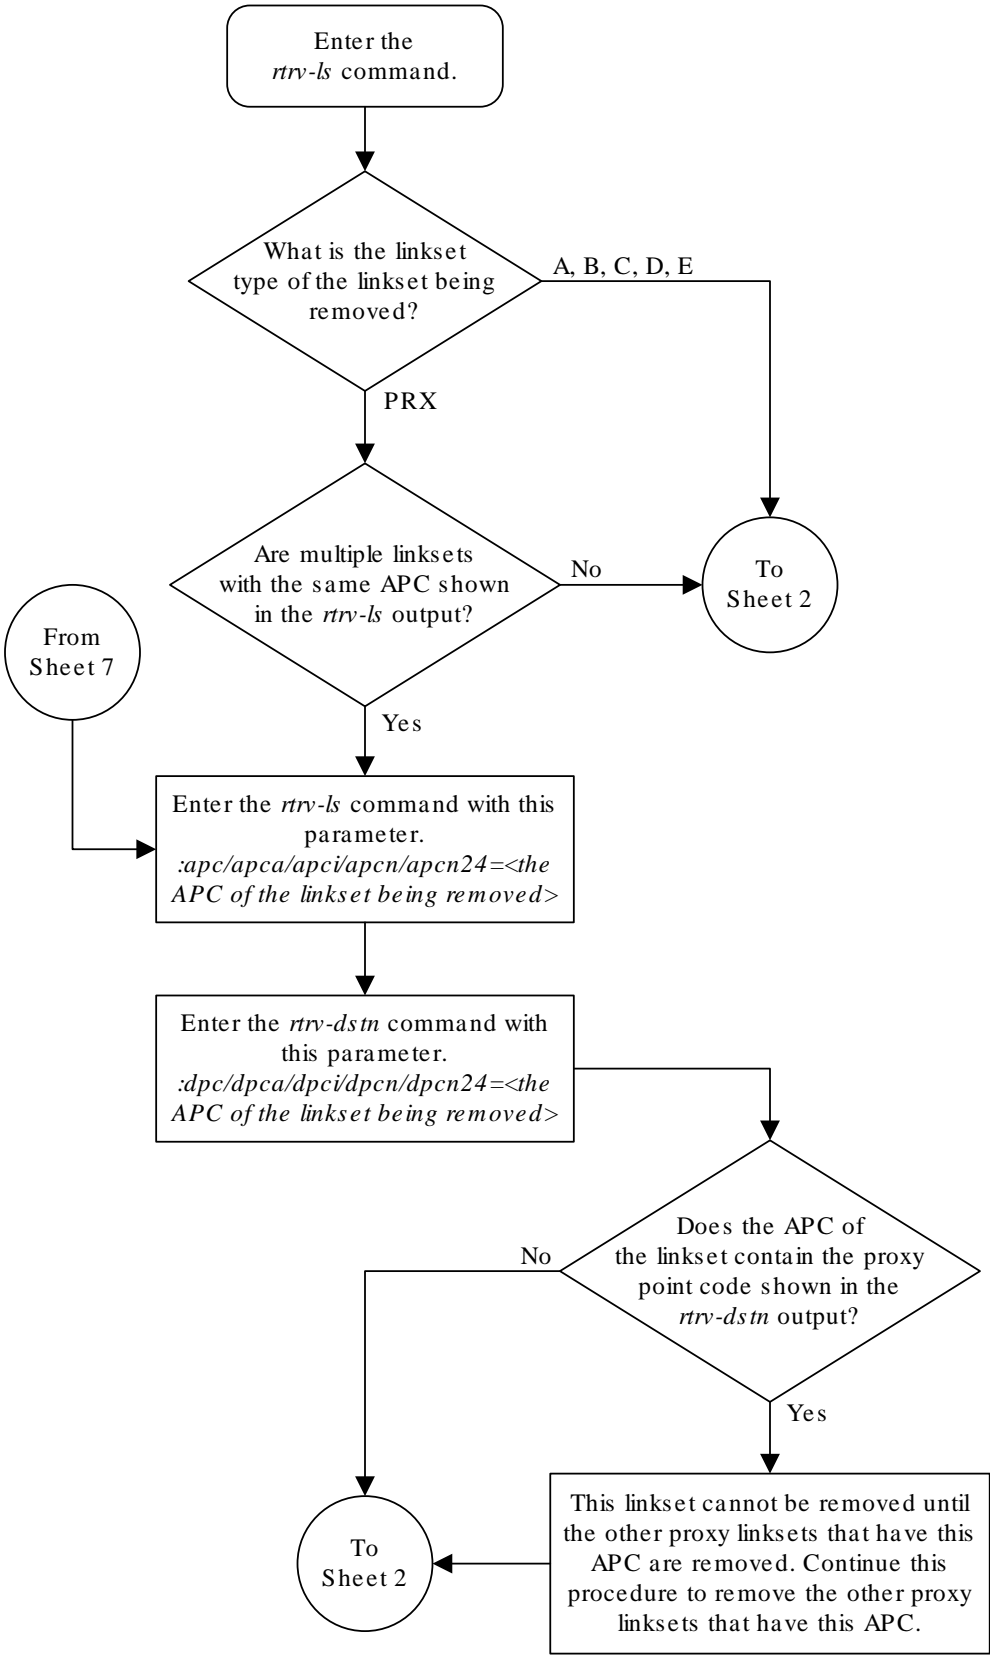 Enter the
rtrv-ls command.
What is the linkset
type of the linkset being
removed?
A, B, C, D, E
PRX
Are multiple linksets
with the same APC shown
in the rtrv-ls output?
No
To
Sheet 2
From
Sheet 7
Yes
Enter the rtrv-ls command with this
parameter.
:apc/apca/apci/apcn/apcn24=<the
APC of the linkset being removed>
Enter the rtrv-dstn command with
this parameter.
:dpc/dpca/dpci/dpcn/dpcn24=<the
APC of the linkset being removed>
Does the APC of
the linkset contain the proxy
point code shown in the
rtrv-dstn output?
No
Yes
This linkset cannot be removed until
the other proxy linksets that have this
APC are removed. Continue this
procedure to remove the other proxy
linksets that have this APC.
To
Sheet 2